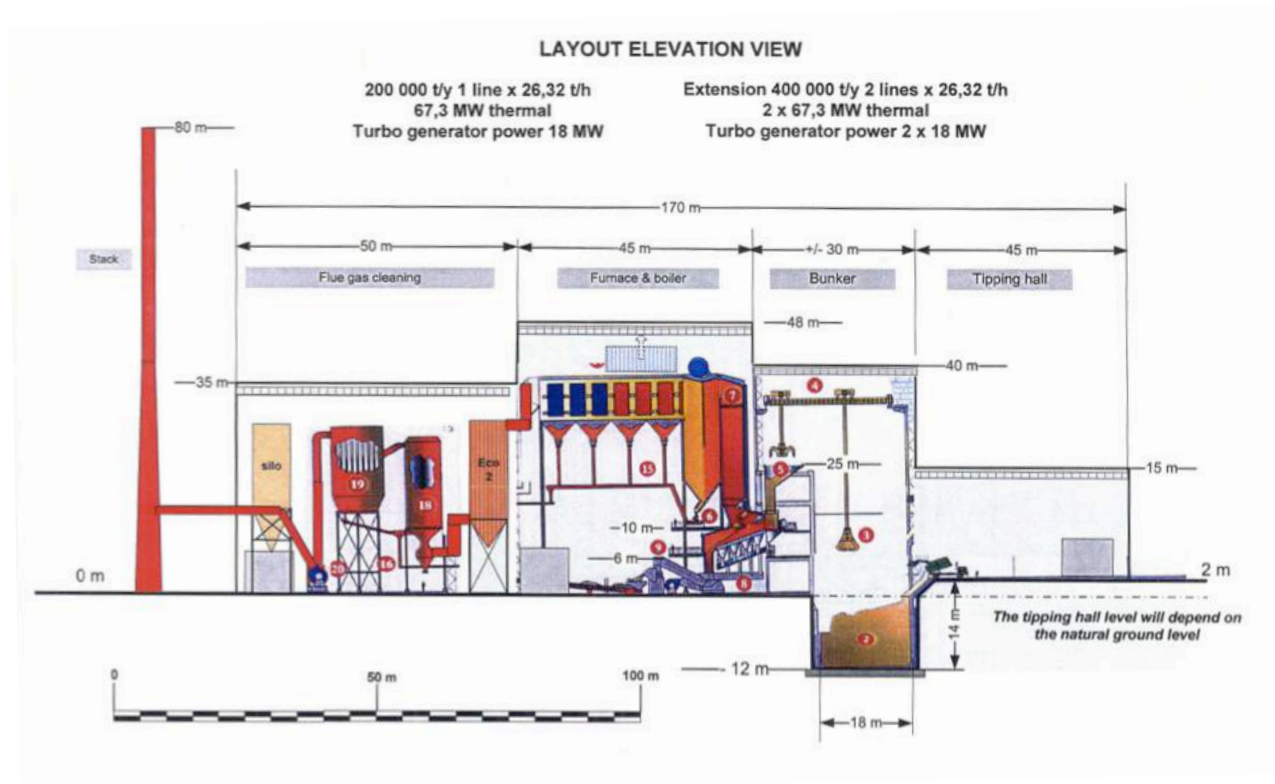 LAYOUT ELEVATION VIEW
200 000 t/y 1 line x 26,32 t/h
67,3 MW thermal
Turbo generator power 18 MW
Extension 400 000 t/y 2 lines x 26,32 t/h
2 x 67,3 MW thermal
Turbo generator power 2 x 18 MW
80 m
170 m
50 m
45 m
+/- 30 m
45 m
Stack
Flue gas cleaning
Furnace & boiler
Bunker
Tipping hall
48 m
40 m
35 m
4
7
silo
19
18
Eco
2
15
5
25 m
15 m
6
10 m
3
9
6 m
20
16
8
0 m
2 m
The tipping hall level will depend on
the natural ground level
14 m
2
- 12 m
0
50 m
100 m
18 m